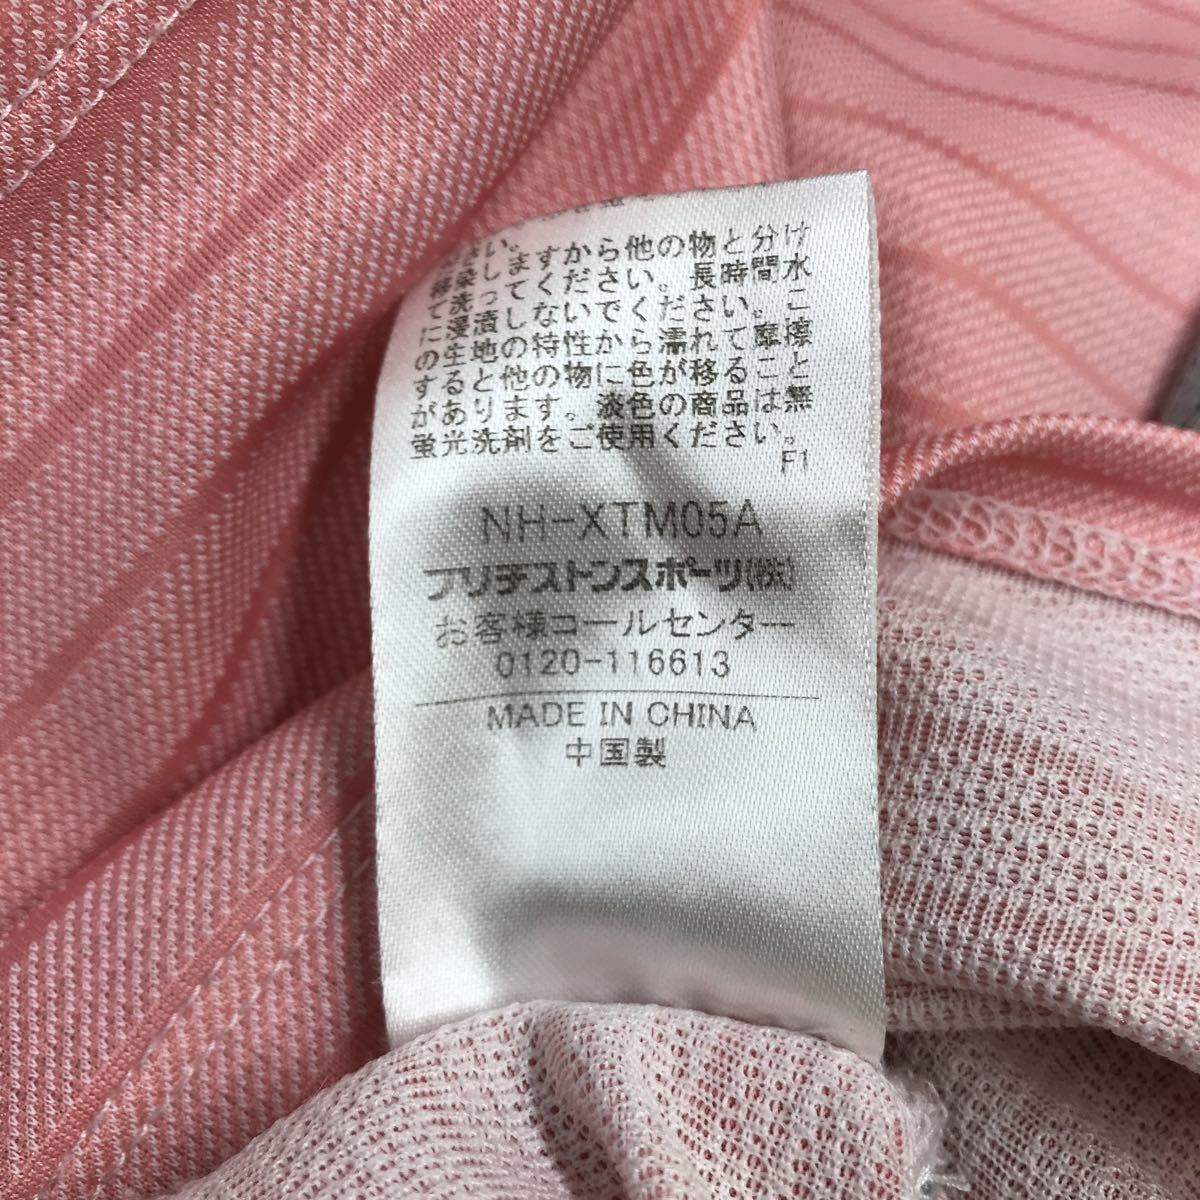 さい。
移染しますから他の物と分け
て洗ってください。長時間水
に浸漬しないでください。こ
の生地の特性から濡れて摩擦
すると他の物に色が移ること
があります。淡色の商品は無
蛍光洗剤をご使用ください。
F1
NH-XTM05A
ブリヂストンスポーツ(株)
お客様コールセンター
0120-116613
MADE IN CHINA
中国製